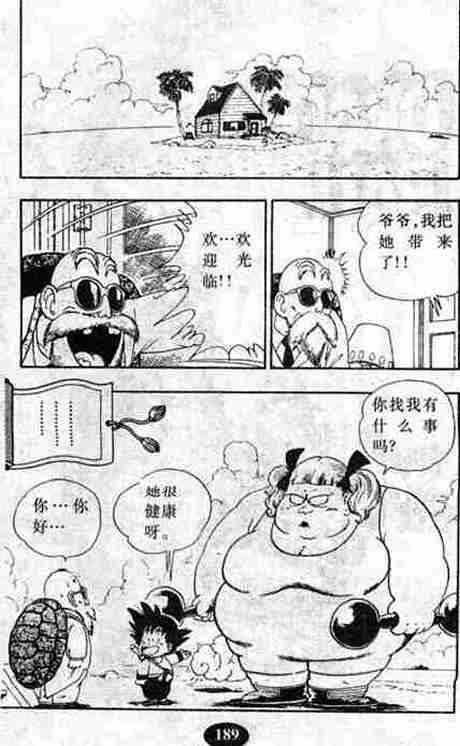 爷爷,我把
她带来
了!!
欢…欢
迎光
临!!
你找我有
什么事
吗?
她很
健康
呀。
你…你
好…
………
………
………
189